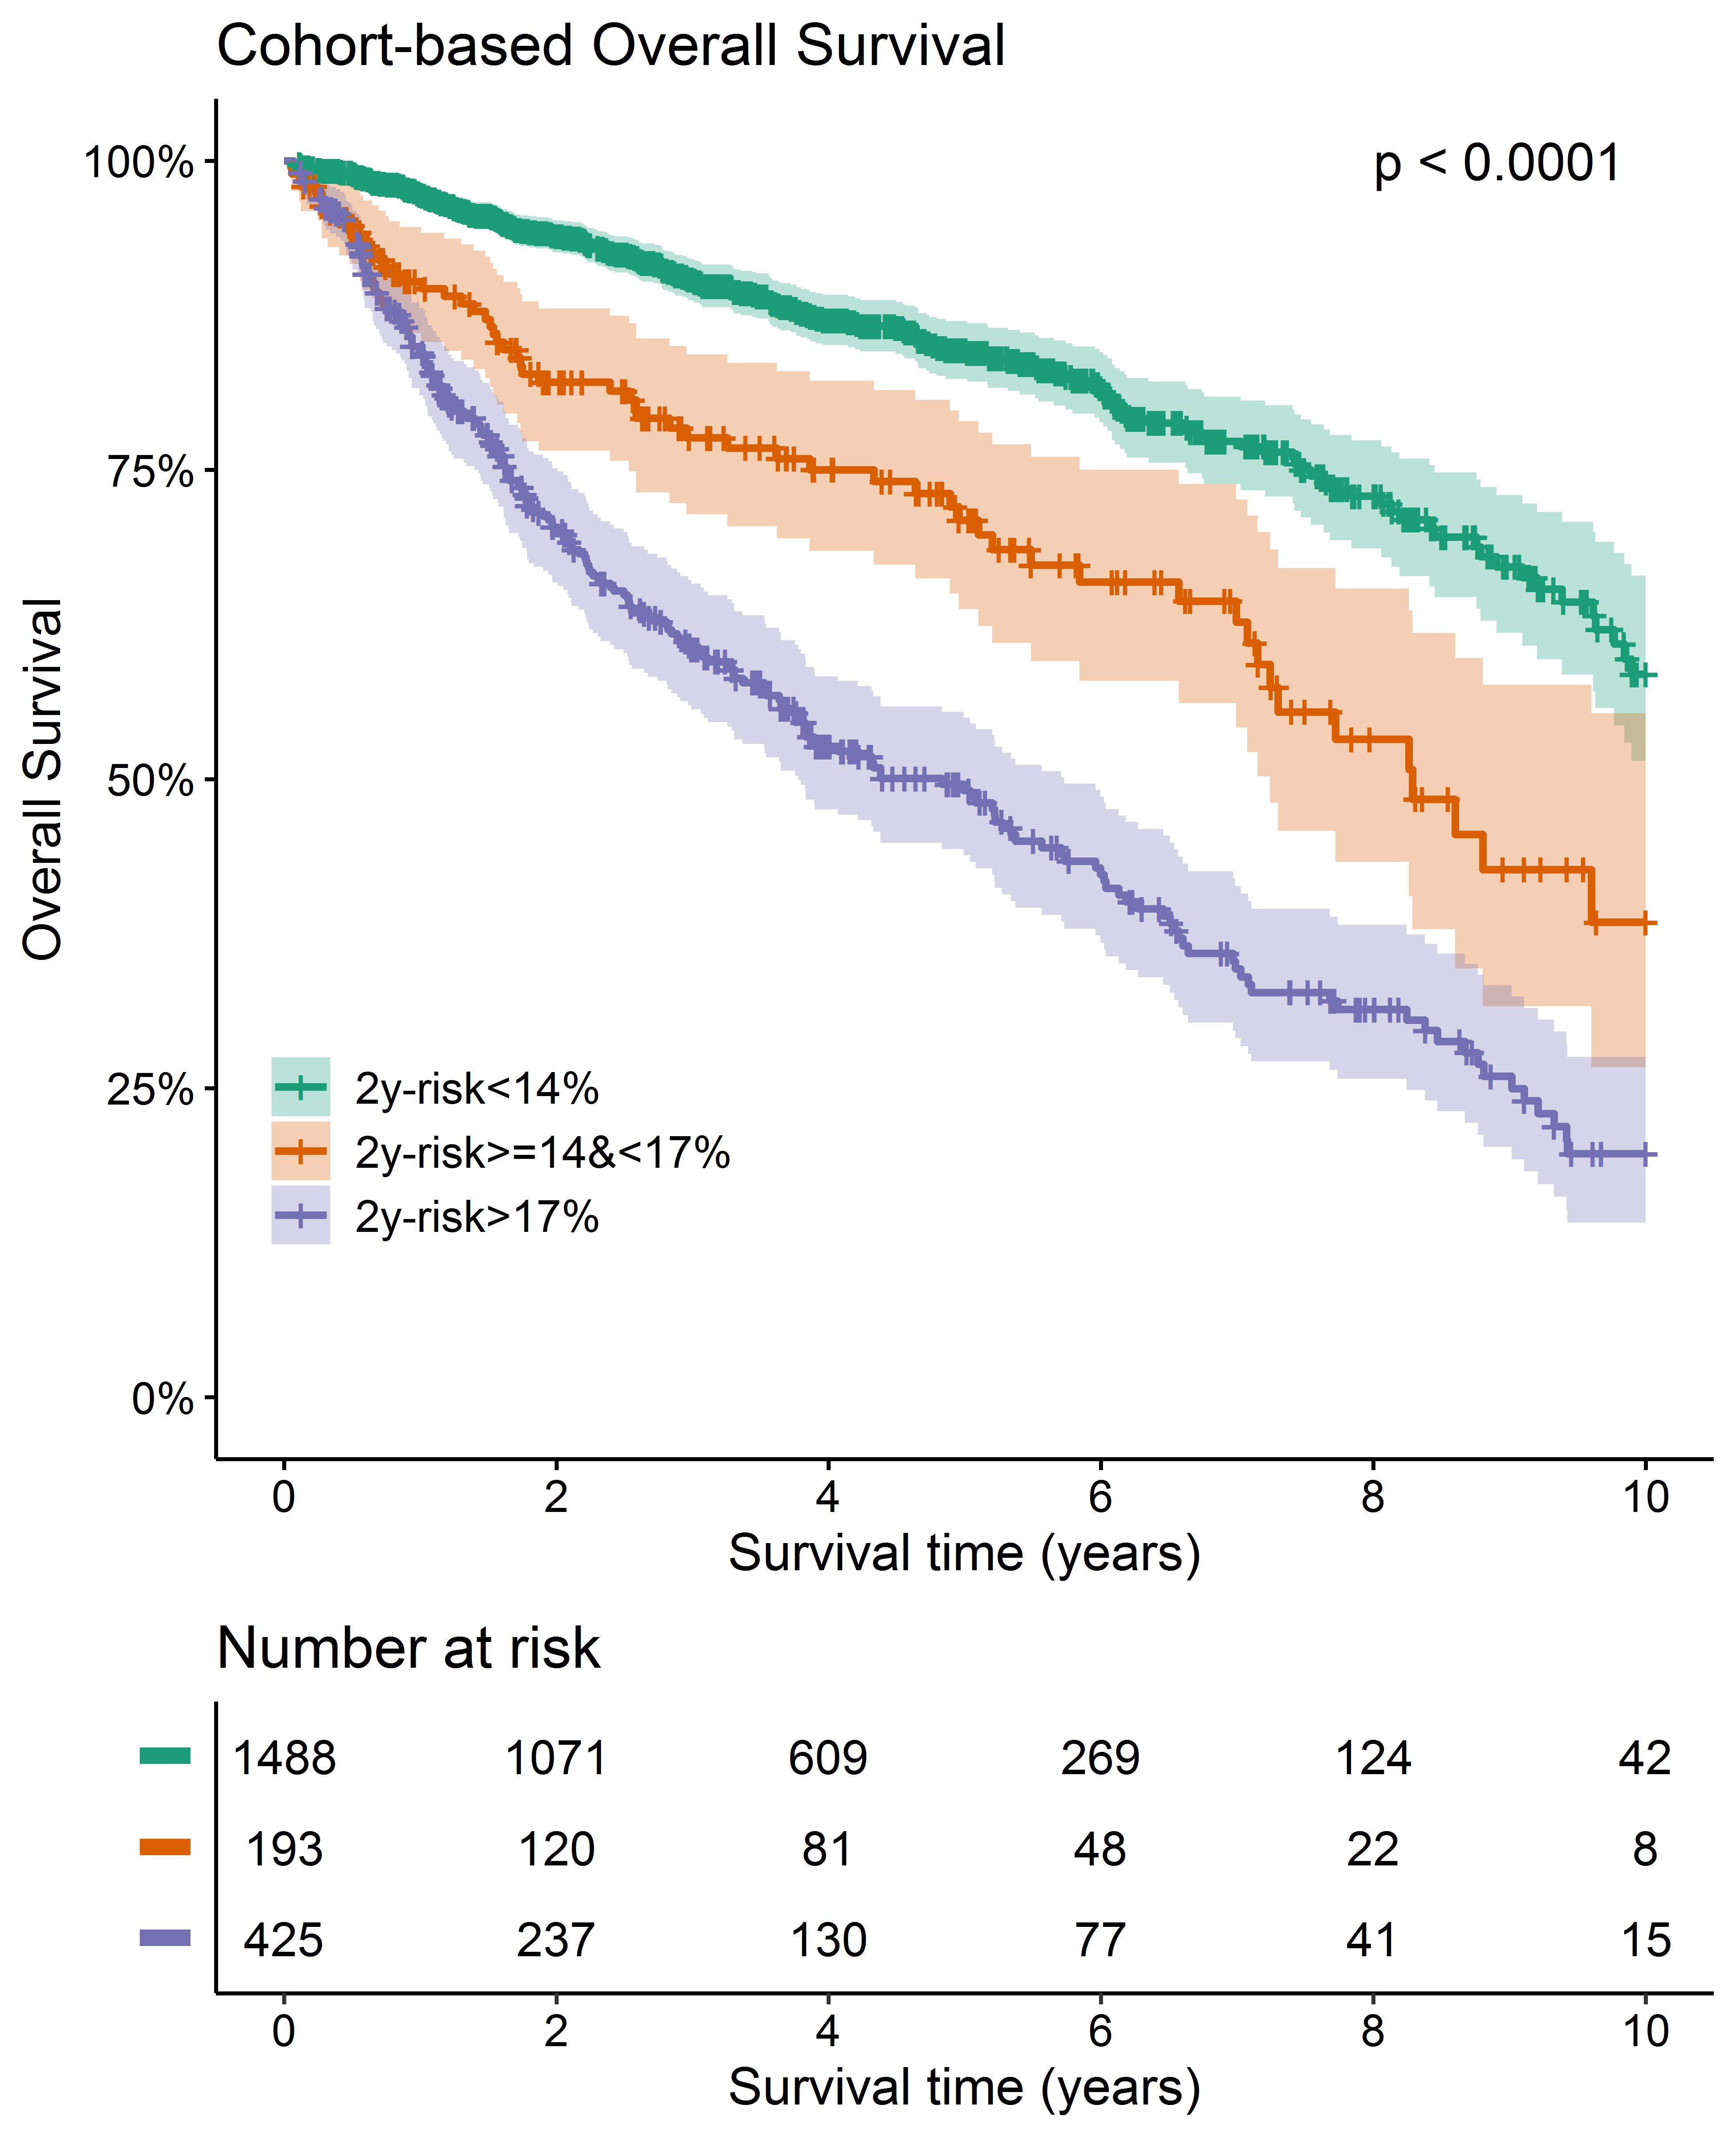 Cohort-based Overall Survival
p < 0.0001
100%
75%
50%
25%
0%
Overall Survival
2y-risk<14%
2y-risk>=14&<17%
2y-risk>17%
0 2 4 6 8 10
Survival time (years)
Number at risk
1488 1071 609 269 124 42
193 120 81 48 22 8
425 237 130 77 41 15
0 2 4 6 8 10
Survival time (years)